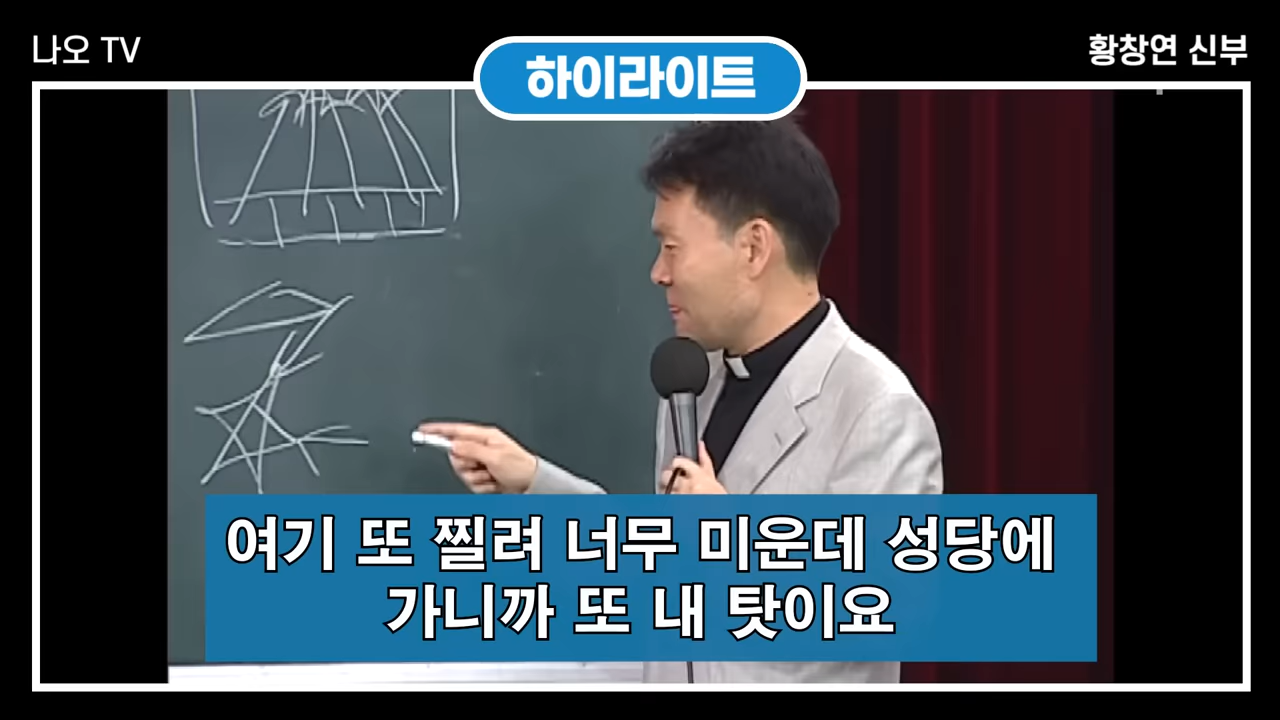 나오 TV
하이라이트
황창연 신부
여기 또 찔려 너무 미운데 성당에
가니까 또 내 탓이요